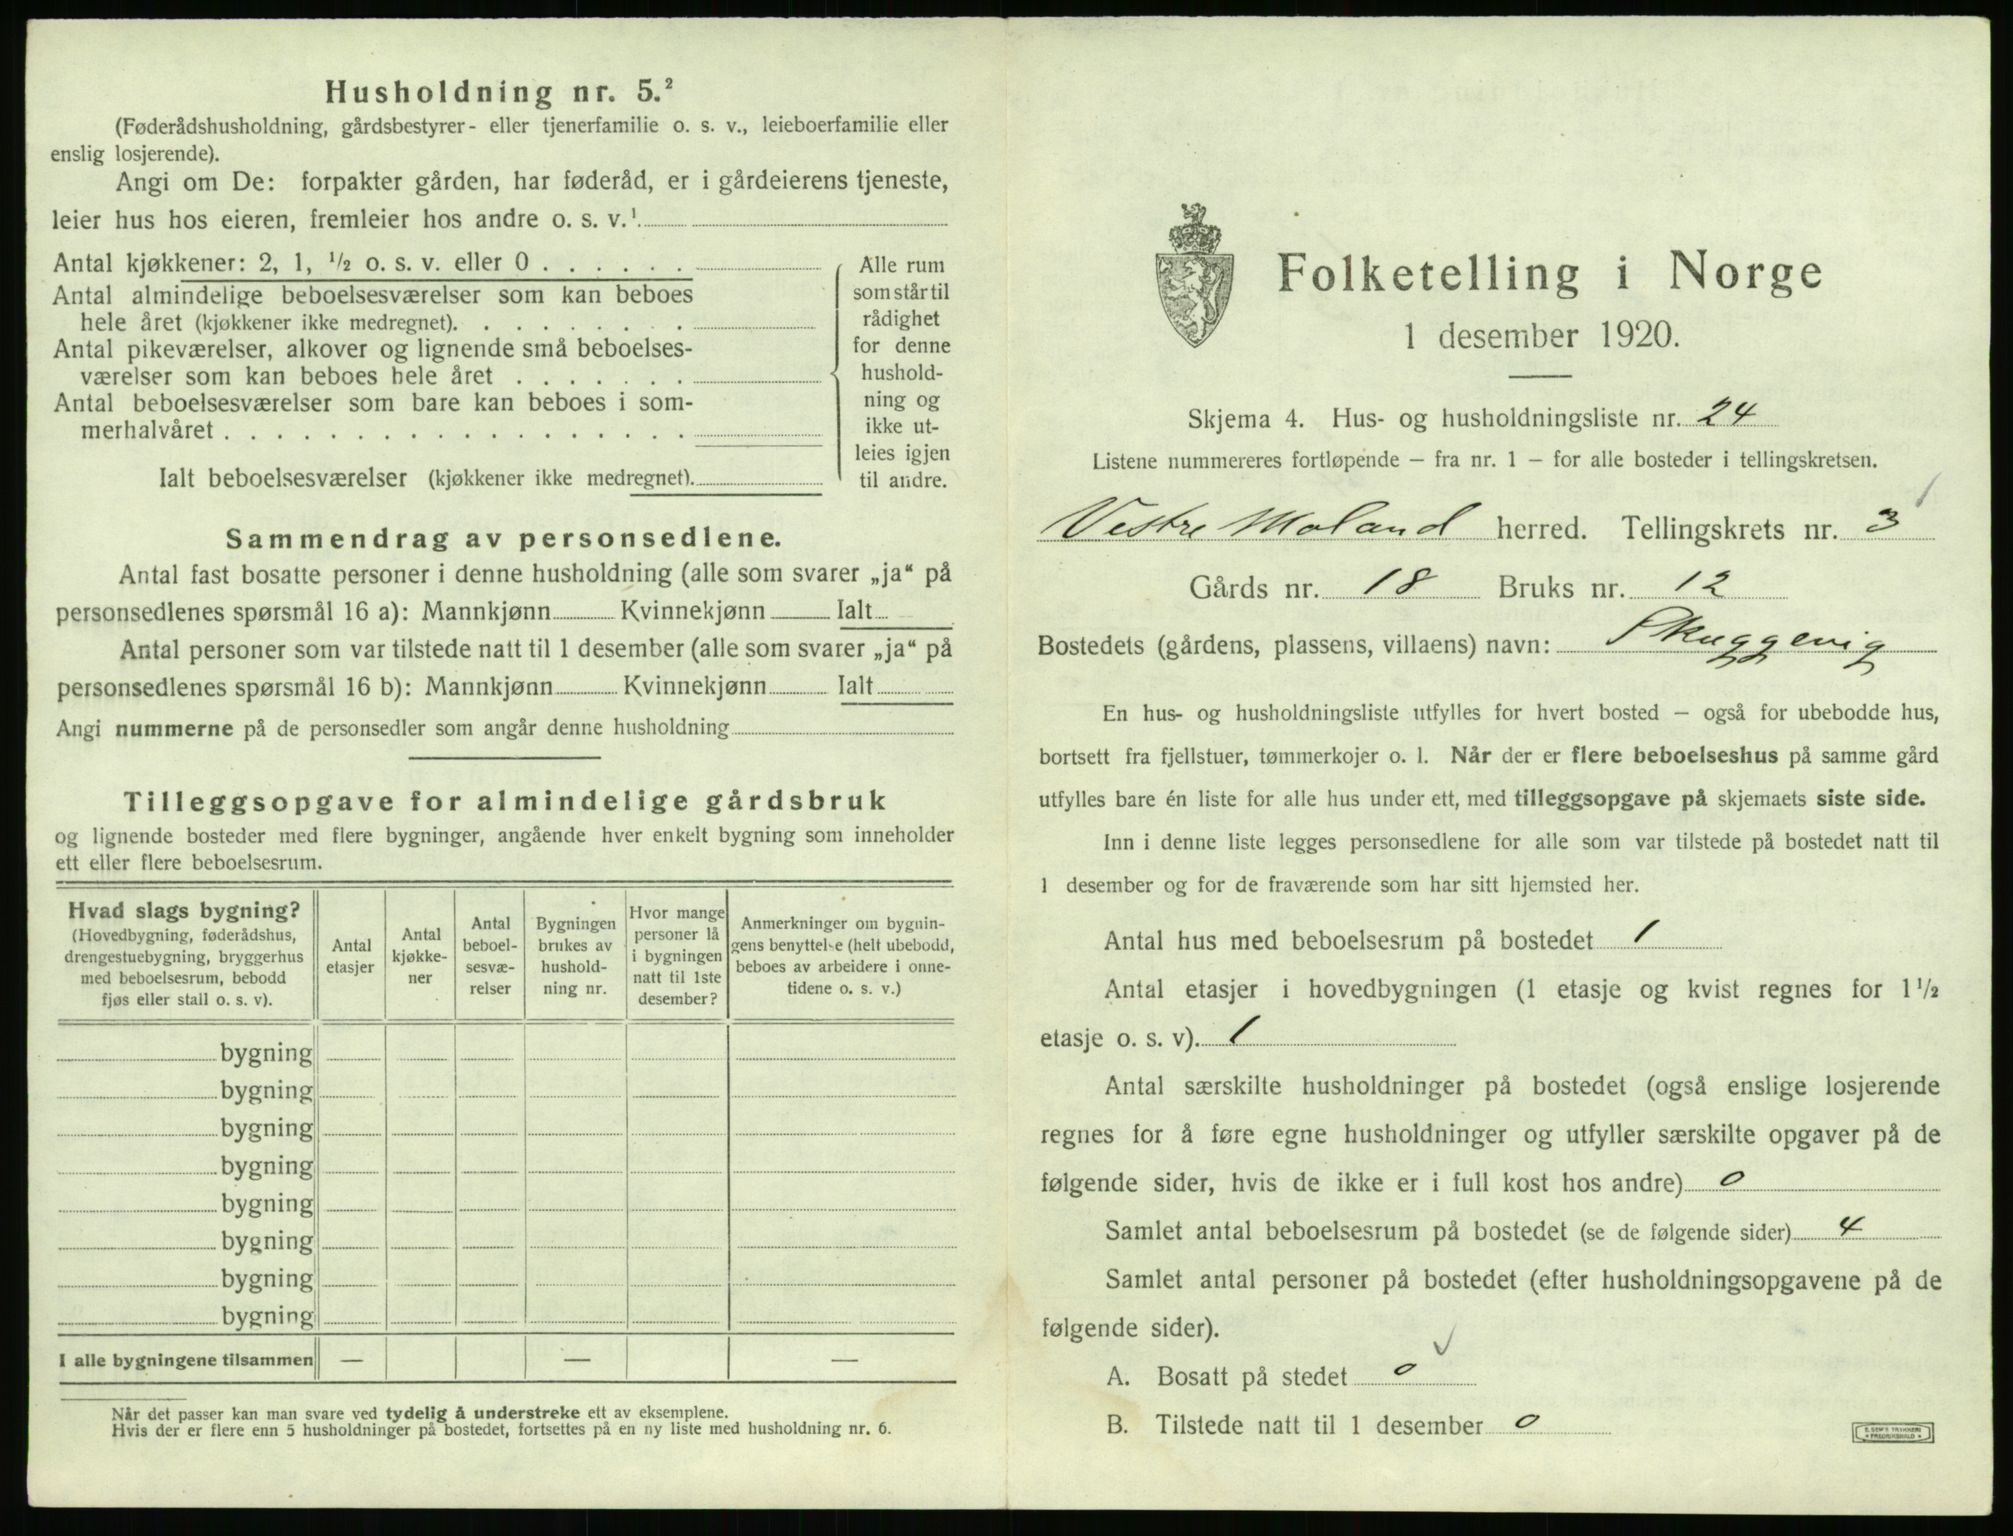 Husholdning nr. 5.²
(Føderådshusholdning, gårdsbestyrer- eller tjenerfamilie o. s. v., leieboerfamilie eller
enslig losjerende).
Angi om De: forpakter gården, har føderåd, er i gårdeierens tjeneste,
leier hus hos eieren, fremleier hos andre o. s. v.¹
Antal kjøkkener: 2, 1, ½ o. s. v. eller 0 . . . . . .
Antal almindelige beboelsesværelser som kan beboes
hele året (kjøkkener ikke medregnet). . . . . . . . .
Antal pikeværelser, alkover og lignende små beboelses-
værelser som kan beboes hele året . . . . . . .
Antal beboelsesværelser som bare kan beboes i som-
merhalvåret . . . . . . . . . . . . . . . . . .
Ialt beboelsesværelser (kjøkkener ikke medregnet).
Alle rum
som står til
rådighet
for denne
hushold-
ning og
ikke ut-
leies igjen
til andre.
Sammendrag av personsedlene.
Antal fast bosatte personer i denne husholdning (alle som svarer „ja“ på
personsedlenes spørsmål 16 a): Mannkjønn Kvinnekjønn Ialt
Antal personer som var tilstede natt til 1 desember (alle som svarer „ja“ på
personsedlenes spørsmål 16 b): Mannkjønn Kvinnekjønn Ialt
Angi nummerne på de personsedler som angår denne husholdning
Tilleggsopgave for almindelige gårdsbruk
og lignende bosteder med flere bygninger, angående hver enkelt bygning som inneholder
ett eller flere beboelsesrum.
Hvad slags bygning?
(Hovedbygning, føderådshus,
drengestuebygning, bryggerhus
med beboelsesrum, bebodd
fjøs eller stall o. s. v).
Antal
etasjer
Antal
kjøkke-
ner
Antal
beboel-
sesvæ-
relser
Bygningen
brukes av
hushold-
ning nr.
Hvor mange
personer lå
i bygningen
natt til 1ste
desember?
Anmerkninger om bygnin-
gens benyttelse (helt ubebodd,
beboes av arbeidere i onne-
tidene o. s. v.)
bygning
bygning
bygning
bygning
bygning
bygning
bygning
bygning
I alle bygningene tilsammen — — —
Når det passer kan man svare ved tydelig å understreke ett av eksemplene.
Hvis der er flere enn 5 husholdninger på bostedet, fortsettes på en ny liste med husholdning nr. 6.
Folketelling i Norge
1 desember 1920.
Skjema 4. Hus- og husholdningsliste nr. 24
Listene nummereres fortløpende – fra nr. 1 – for alle bosteder i tellingskretsen.
Vestre Moland herred. Tellingskrets nr. 3
Gårds nr. 18 Bruks nr. 12
Bostedets (gårdens, plassens, villaens) navn: Skuggevig
En hus- og husholdningsliste utfylles for hvert bosted – også for ubebodde hus,
bortsett fra fjellstuer, tømmerkojer o. l. Når der er flere beboelseshus på samme gård
utfylles bare én liste for alle hus under ett, med tilleggsopgave på skjemaets siste side.
Inn i denne liste legges personsedlene for alle som var tilstede på bostedet natt til
1 desember og for de fraværende som har sitt hjemsted her.
Antal hus med beboelsesrum på bostedet 1
Antal etasjer i hovedbygningen (1 etasje og kvist regnes for 1 ½
etasje o. s. v). 1
Antal særskilte husholdninger på bostedet (også enslige losjerende
regnes for å føre egne husholdninger og utfyller særskilte opgaver på de
følgende sider, hvis de ikke er i full kost hos andre) 0
Samlet antal beboelsesrum på bostedet (se de følgende sider) 4
Samlet antal personer på bostedet (efter husholdningsopgavene på de
følgende sider).
A. Bosatt på stedet 0 ✓
B. Tilstede natt til 1 desember 0